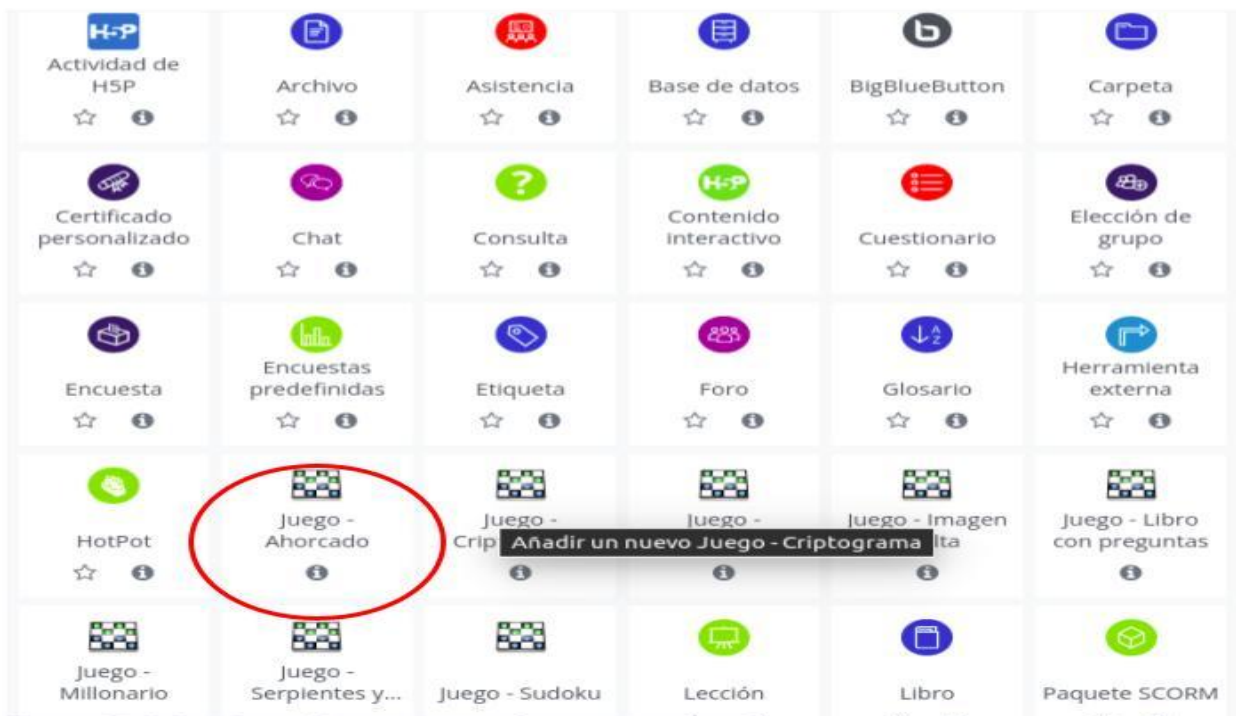 H-P
Actividad de
H5P
Archivo
Asistencia
Base de datos
BigBlueButton
Carpeta
Certificado
personalizado
Chat
Consulta
H-P
Contenido
interactivo
Cuestionario
Elección de
grupo
Encuesta
Encuestas
predefinidas
Etiqueta
Foro
Glosario
Herramienta
externa
HotPot
Juego -
Ahorcado
Juego -
Crip
Juego -
Juego - Imagen
lta
Añadir un nuevo Juego - Criptograma
Juego - Libro
con preguntas
Juego -
Millonario
Juego -
Serpientes y...
Juego - Sudoku
Lección
Libro
Paquete SCORM